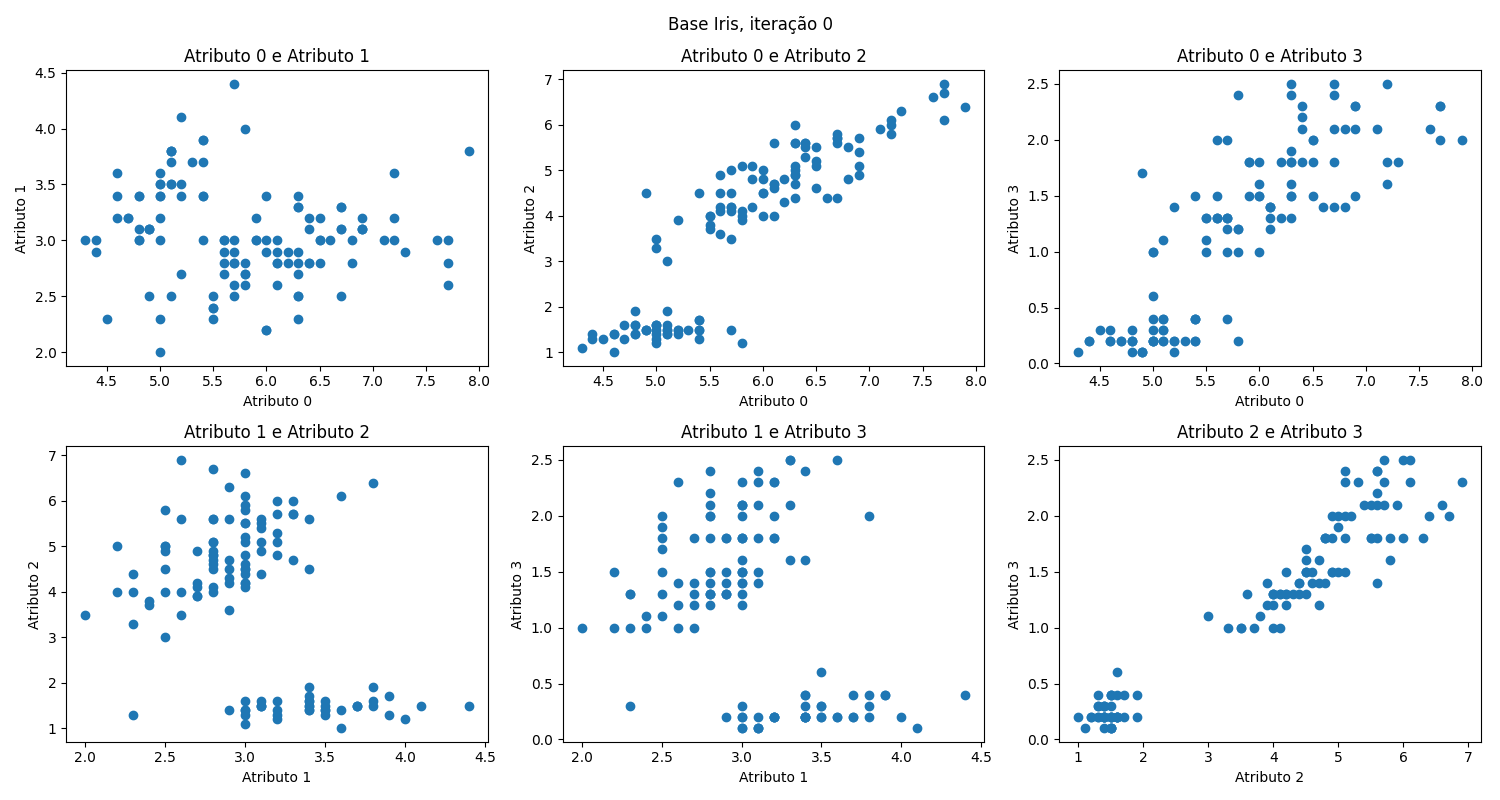 Base Iris, iteração 0
Atributo 0 e Atributo 1
4.5
4.0
3.5
3.0
2.5
2.0
Atributo 1
4.5 5.0 5.5 6.0 6.5 7.0 7.5 8.0
Atributo 0
Atributo 0 e Atributo 2
7
6
5
4
3
2
1
Atributo 2
4.5 5.0 5.5 6.0 6.5 7.0 7.5 8.0
Atributo 0
Atributo 0 e Atributo 3
2.5
2.0
1.5
1.0
0.5
0.0
Atributo 3
4.5 5.0 5.5 6.0 6.5 7.0 7.5 8.0
Atributo 0
Atributo 1 e Atributo 2
7
6
5
4
3
2
1
Atributo 2
2.0 2.5 3.0 3.5 4.0 4.5
Atributo 1
Atributo 1 e Atributo 3
2.5
2.0
1.5
1.0
0.5
0.0
Atributo 3
2.0 2.5 3.0 3.5 4.0 4.5
Atributo 1
Atributo 2 e Atributo 3
2.5
2.0
1.5
1.0
0.5
0.0
Atributo 3
1 2 3 4 5 6 7
Atributo 2